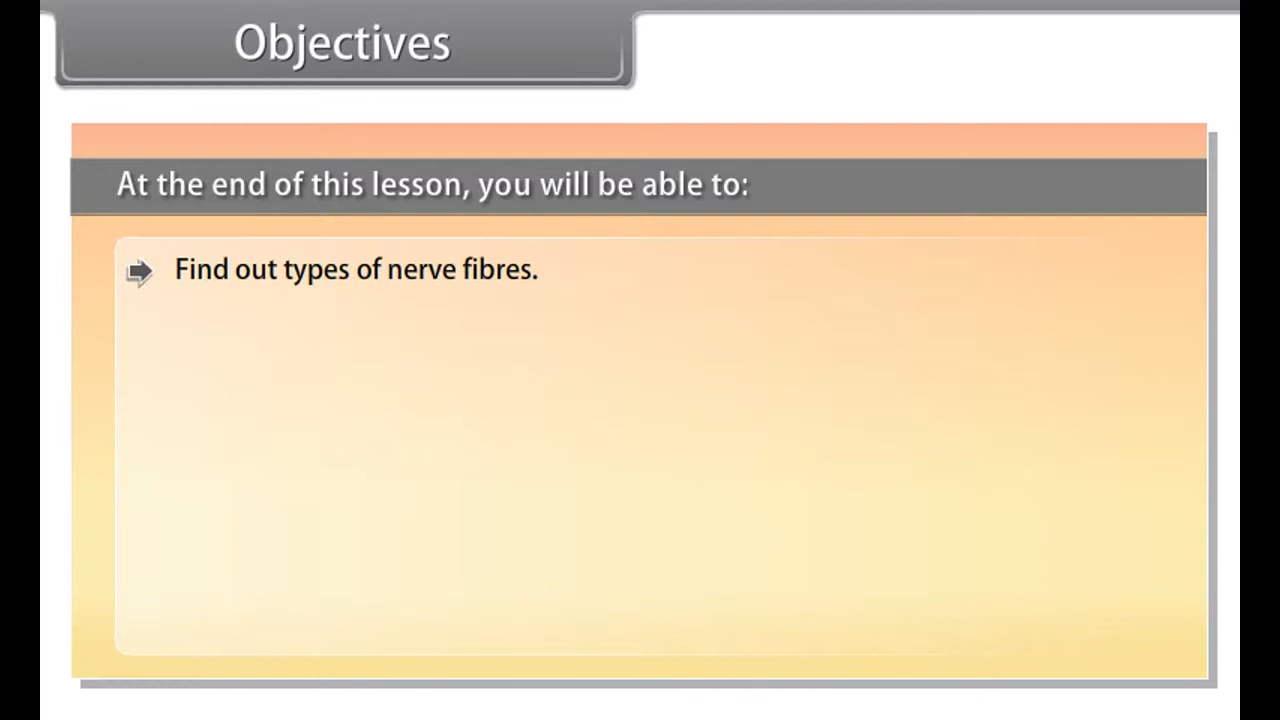 Objectives
At the end of this lesson, you will be able to:
Find out types of nerve fibres.